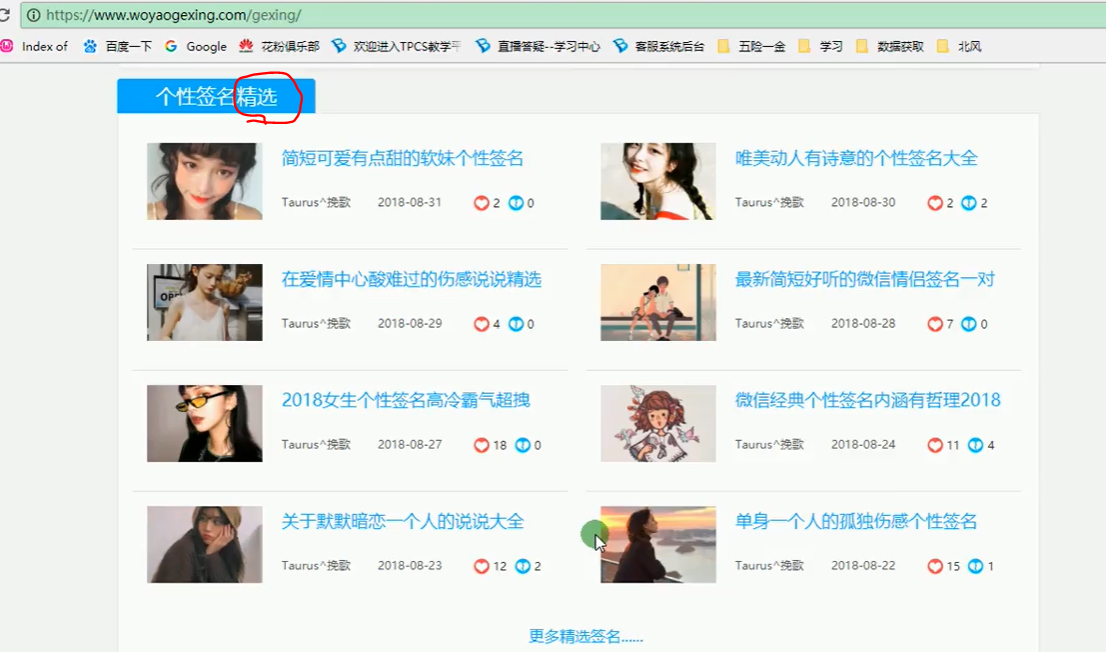 https://www.woyaogexing.com/gexing/
Index of 百度一下 Google 花粉俱乐部 欢迎进入TPCS教学平 直播答疑--学习中心 客服系统后台 五险一金 学习 数据获取 北风
个性签名精选
简短可爱有点甜的软妹个性签名
Taurus^挽歌 2018-08-31 2 0
唯美动人有诗意的个性签名大全
Taurus^挽歌 2018-08-30 2 2
在爱情中心酸难过的伤感说说精选
Taurus^挽歌 2018-08-29 4 0
最新简短好听的微信情侣签名一对
Taurus^挽歌 2018-08-28 7 0
2018女生个性签名高冷霸气超拽
Taurus^挽歌 2018-08-27 18 0
微信经典个性签名内涵有哲理2018
Taurus^挽歌 2018-08-24 11 4
关于默默暗恋一个人的说说大全
Taurus^挽歌 2018-08-23 12 2
单身一个人的孤独伤感个性签名
Taurus^挽歌 2018-08-22 15 1
更多精选签名......